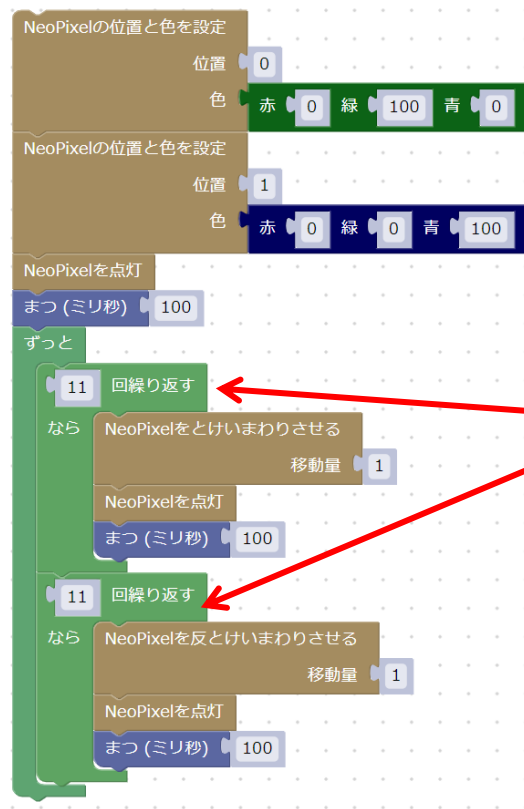 NeoPixelの位置と色を設定
位置 0
色 赤 0 緑 100 青 0
NeoPixelの位置と色を設定
位置 1
色 赤 0 緑 0 青 100
NeoPixelを点灯
まつ (ミリ秒) 100
ずっと
11 回繰り返す
なら NeoPixelをとけいまわりさせる
移動量 1
NeoPixelを点灯
まつ (ミリ秒) 100
11 回繰り返す
なら NeoPixelを反とけいまわりさせる
移動量 1
NeoPixelを点灯
まつ (ミリ秒) 100